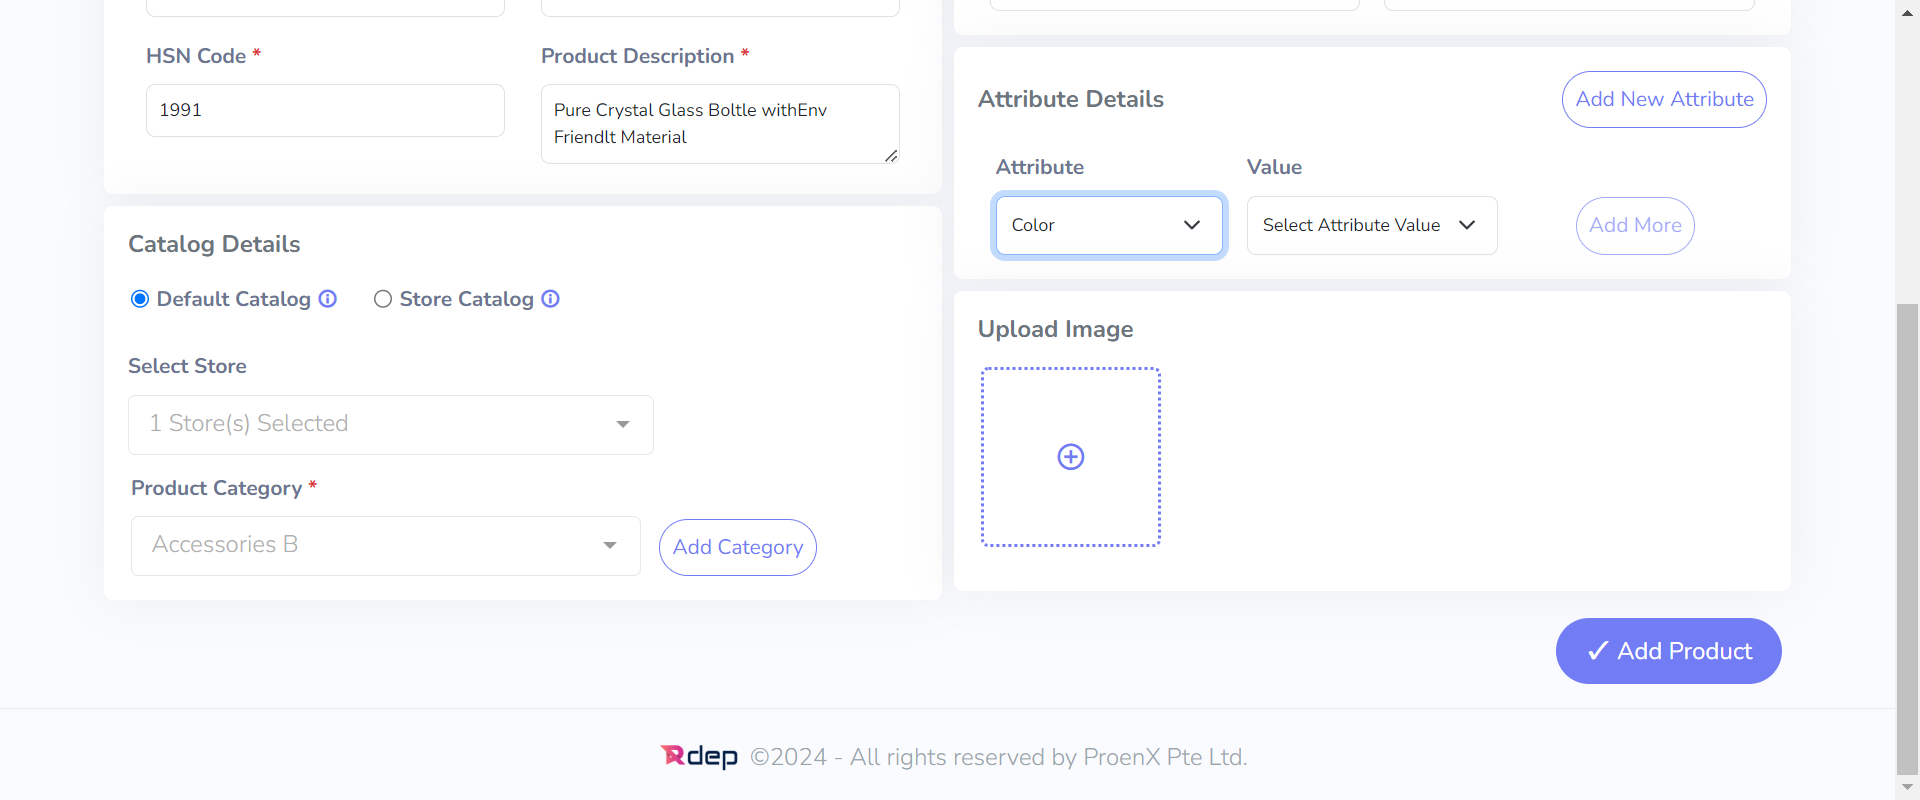 HSN Code *
1991
Product Description *
Pure Crystal Glass Boltle withEnv
Friendlt Material
Catalog Details
Default Catalog
Store Catalog
Select Store
1 Store(s) Selected
Product Category *
Accessories B
Add Category
Attribute Details
Add New Attribute
Attribute
Value
Color
Select Attribute Value
Add More
Upload Image
✓ Add Product
Rdep ©2024 - All rights reserved by ProenX Pte Ltd.